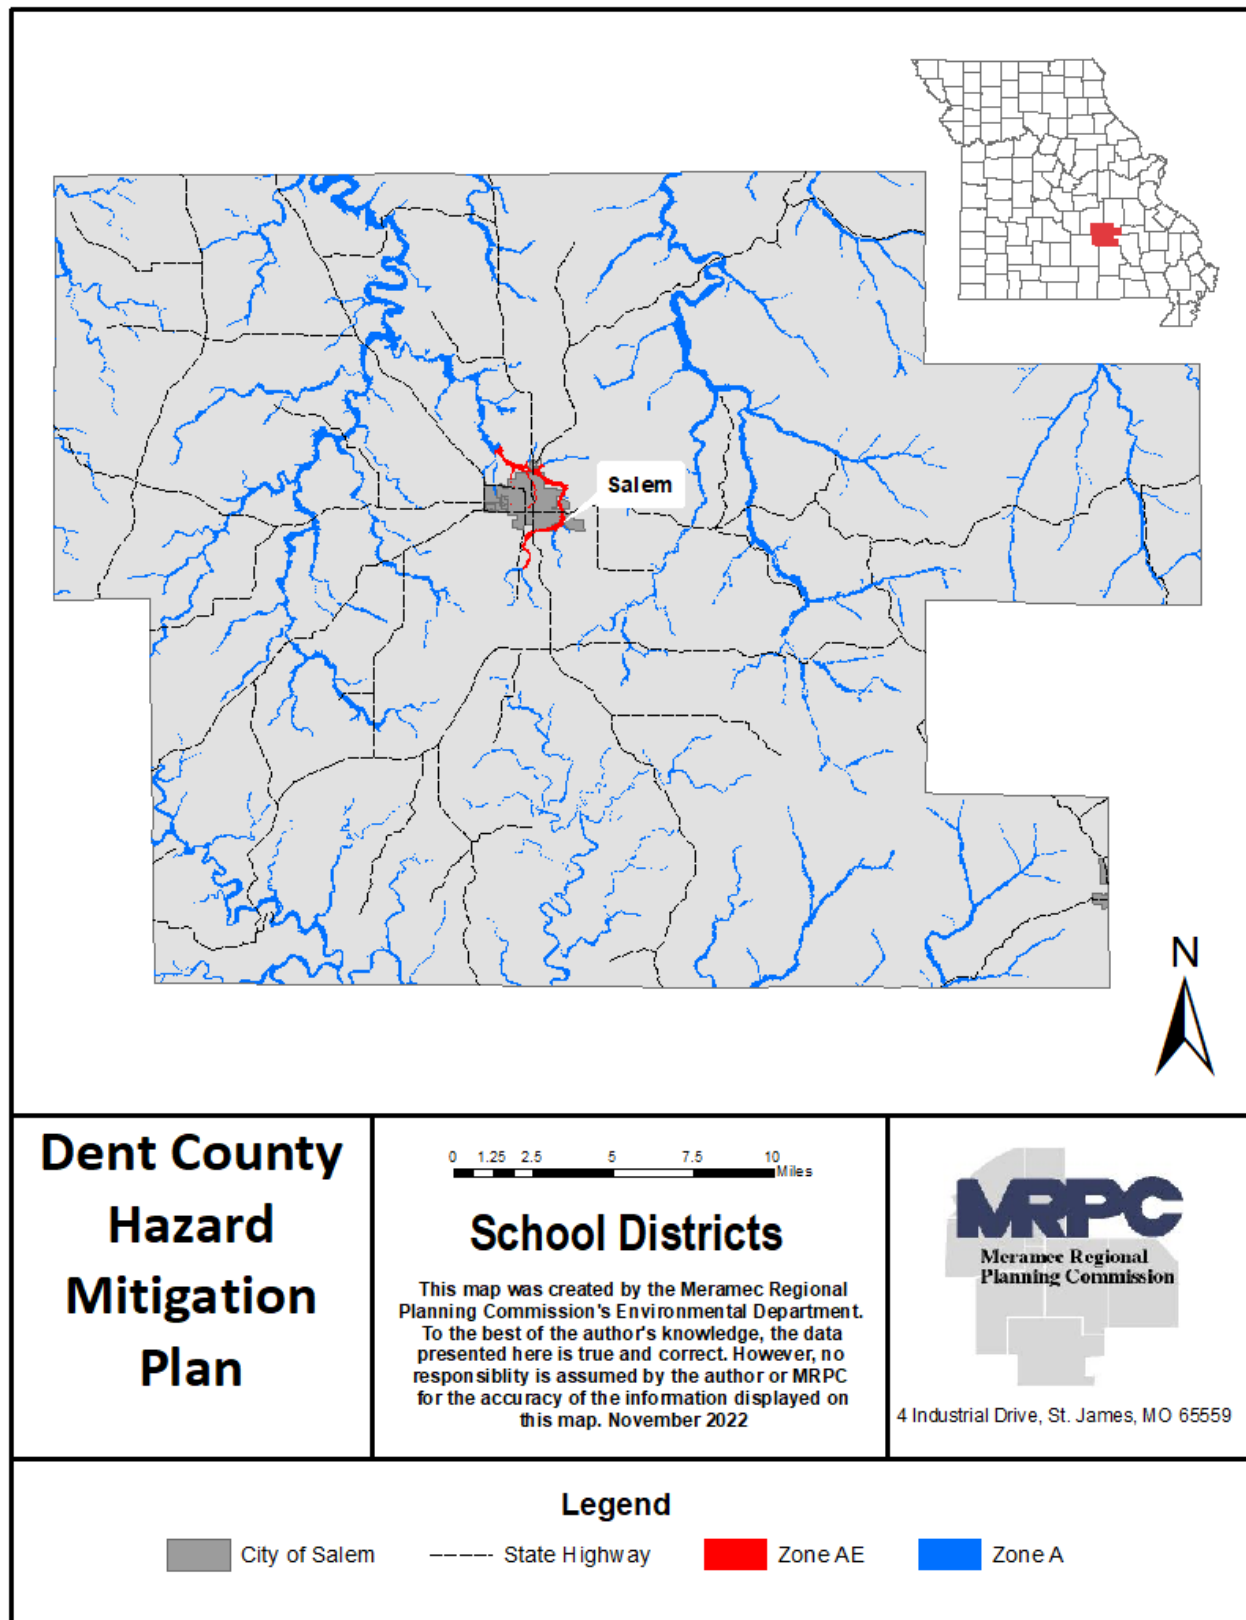 Salem
N
Dent County
Hazard
Mitigation
Plan
0 1.25 2.5 5 7.5 10
Miles
School Districts
This map was created by the Meramec Regional
Planning Commission's Environmental Department.
To the best of the author's knowledge, the data
presented here is true and correct. However, no
responsiblity is assumed by the author or MRPC
for the accuracy of the information displayed on
this map. November 2022
MRPC
Meramec Regional
Planning Commission
4 Industrial Drive, St. James, MO 65559
Legend
City of Salem State Highway Zone AE Zone A